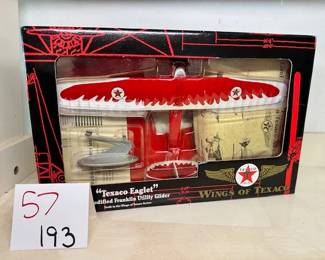 "Texaco Eaglet"
Modified Franklin Utility Glider
WINGS OF TEXACO
57
193